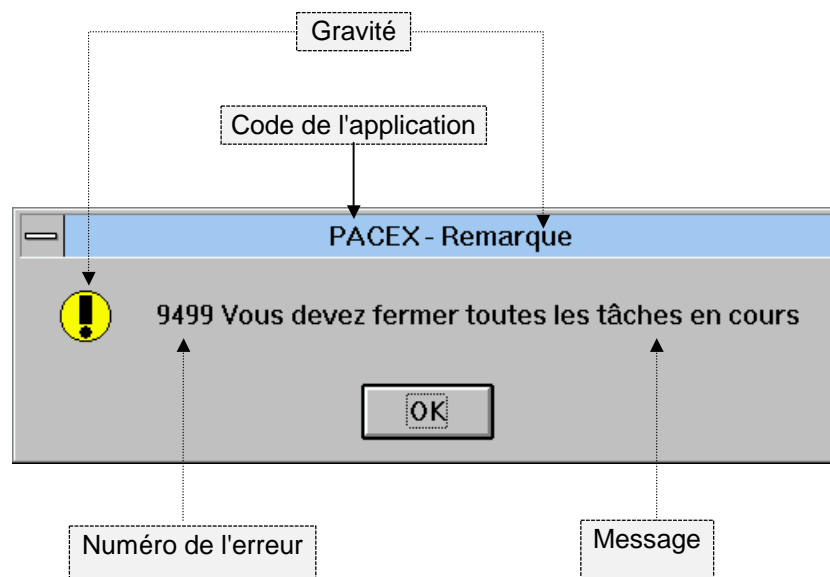 Gravité
Code de l'application
PACEX - Remarque
9499 Vous devez fermer toutes les tâches en cours
OK
Numéro de l'erreur
Message